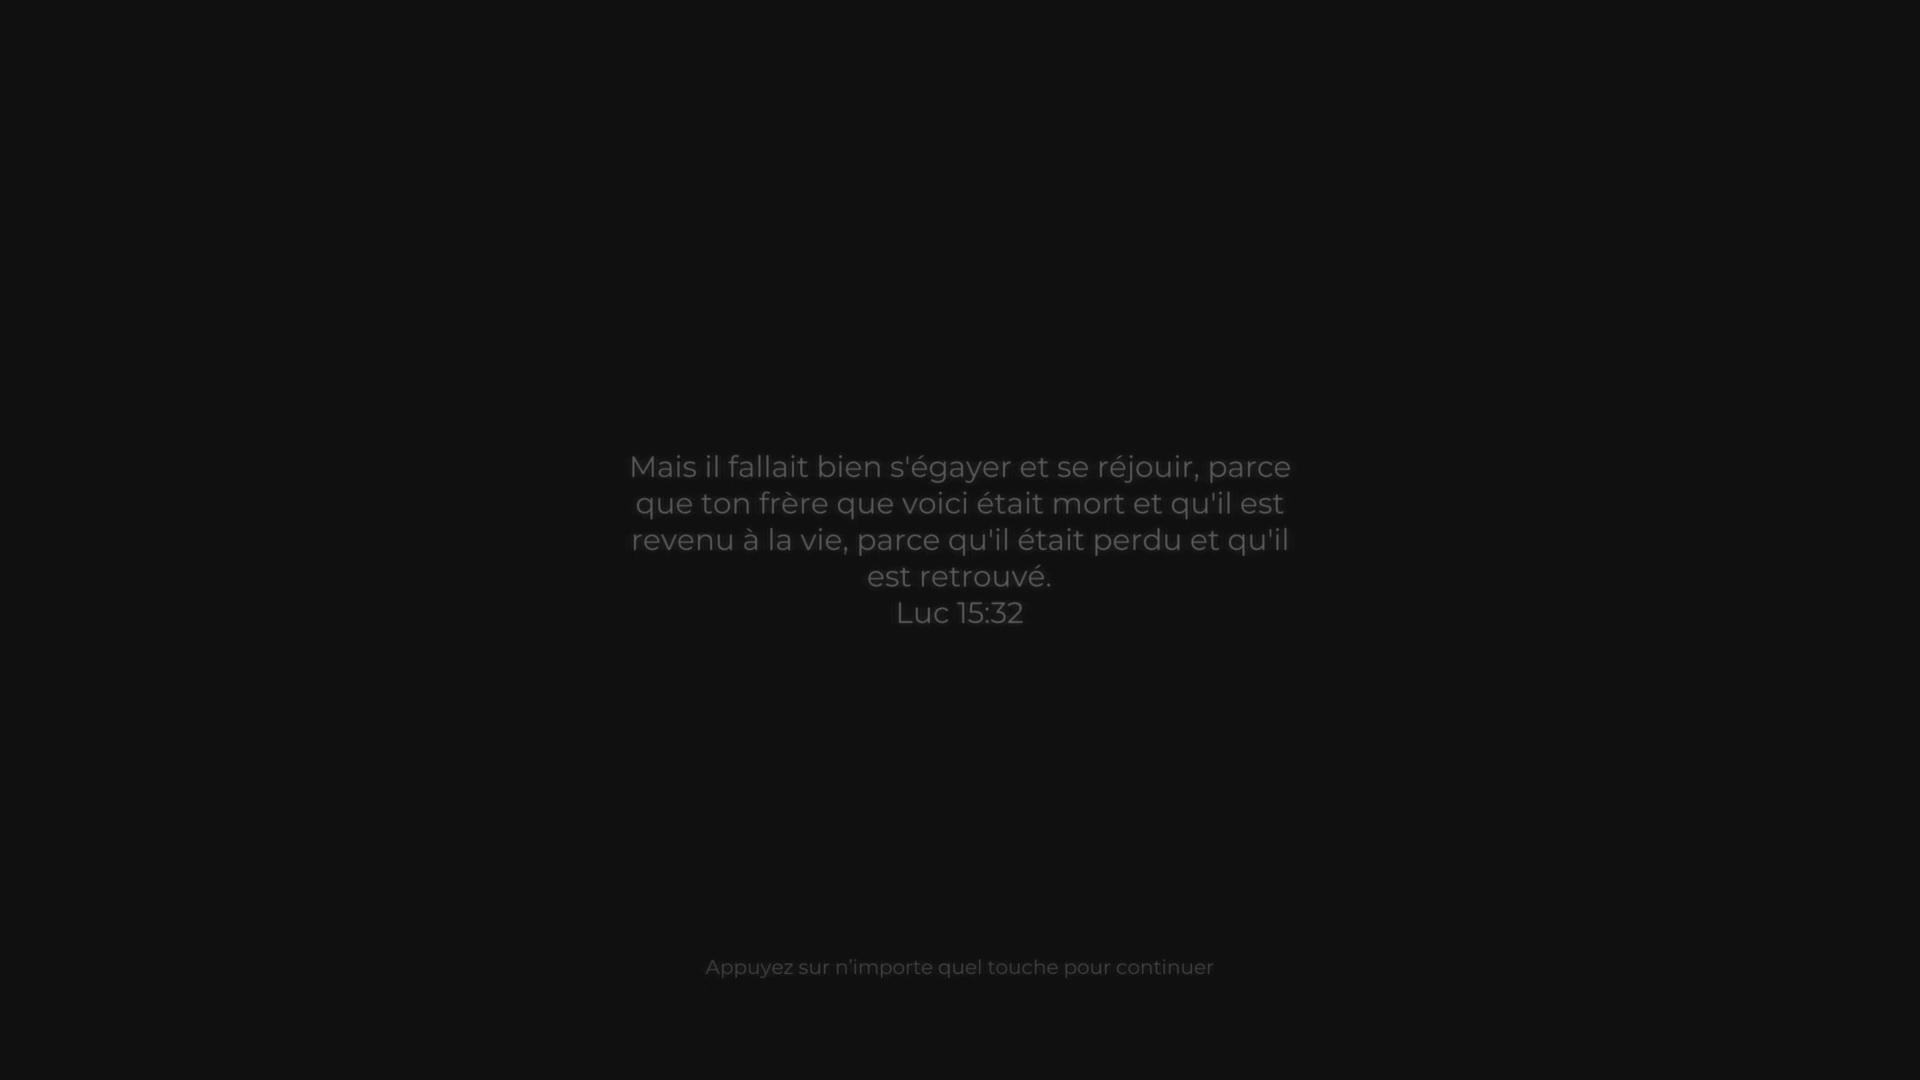 Mais il fallait bien s'égayer et se réjouir, parce
que ton frère que voici était mort et qu'il est
revenu à la vie, parce qu'il était perdu et qu'il
est retrouvé.
Luc 15:32
Appuyez sur n’importe quel touche pour continuer